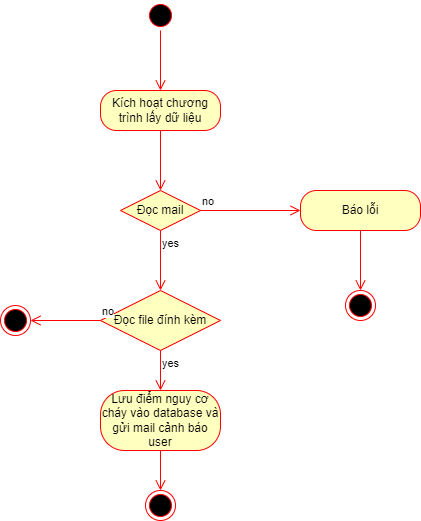 Kích hoạt chương
trình lấy dữ liệu
Đọc mail
no
Báo lỗi
yes
no
Đọc file đính kèm
yes
Lưu điểm nguy cơ
cháy vào database và
gửi mail cảnh báo
user